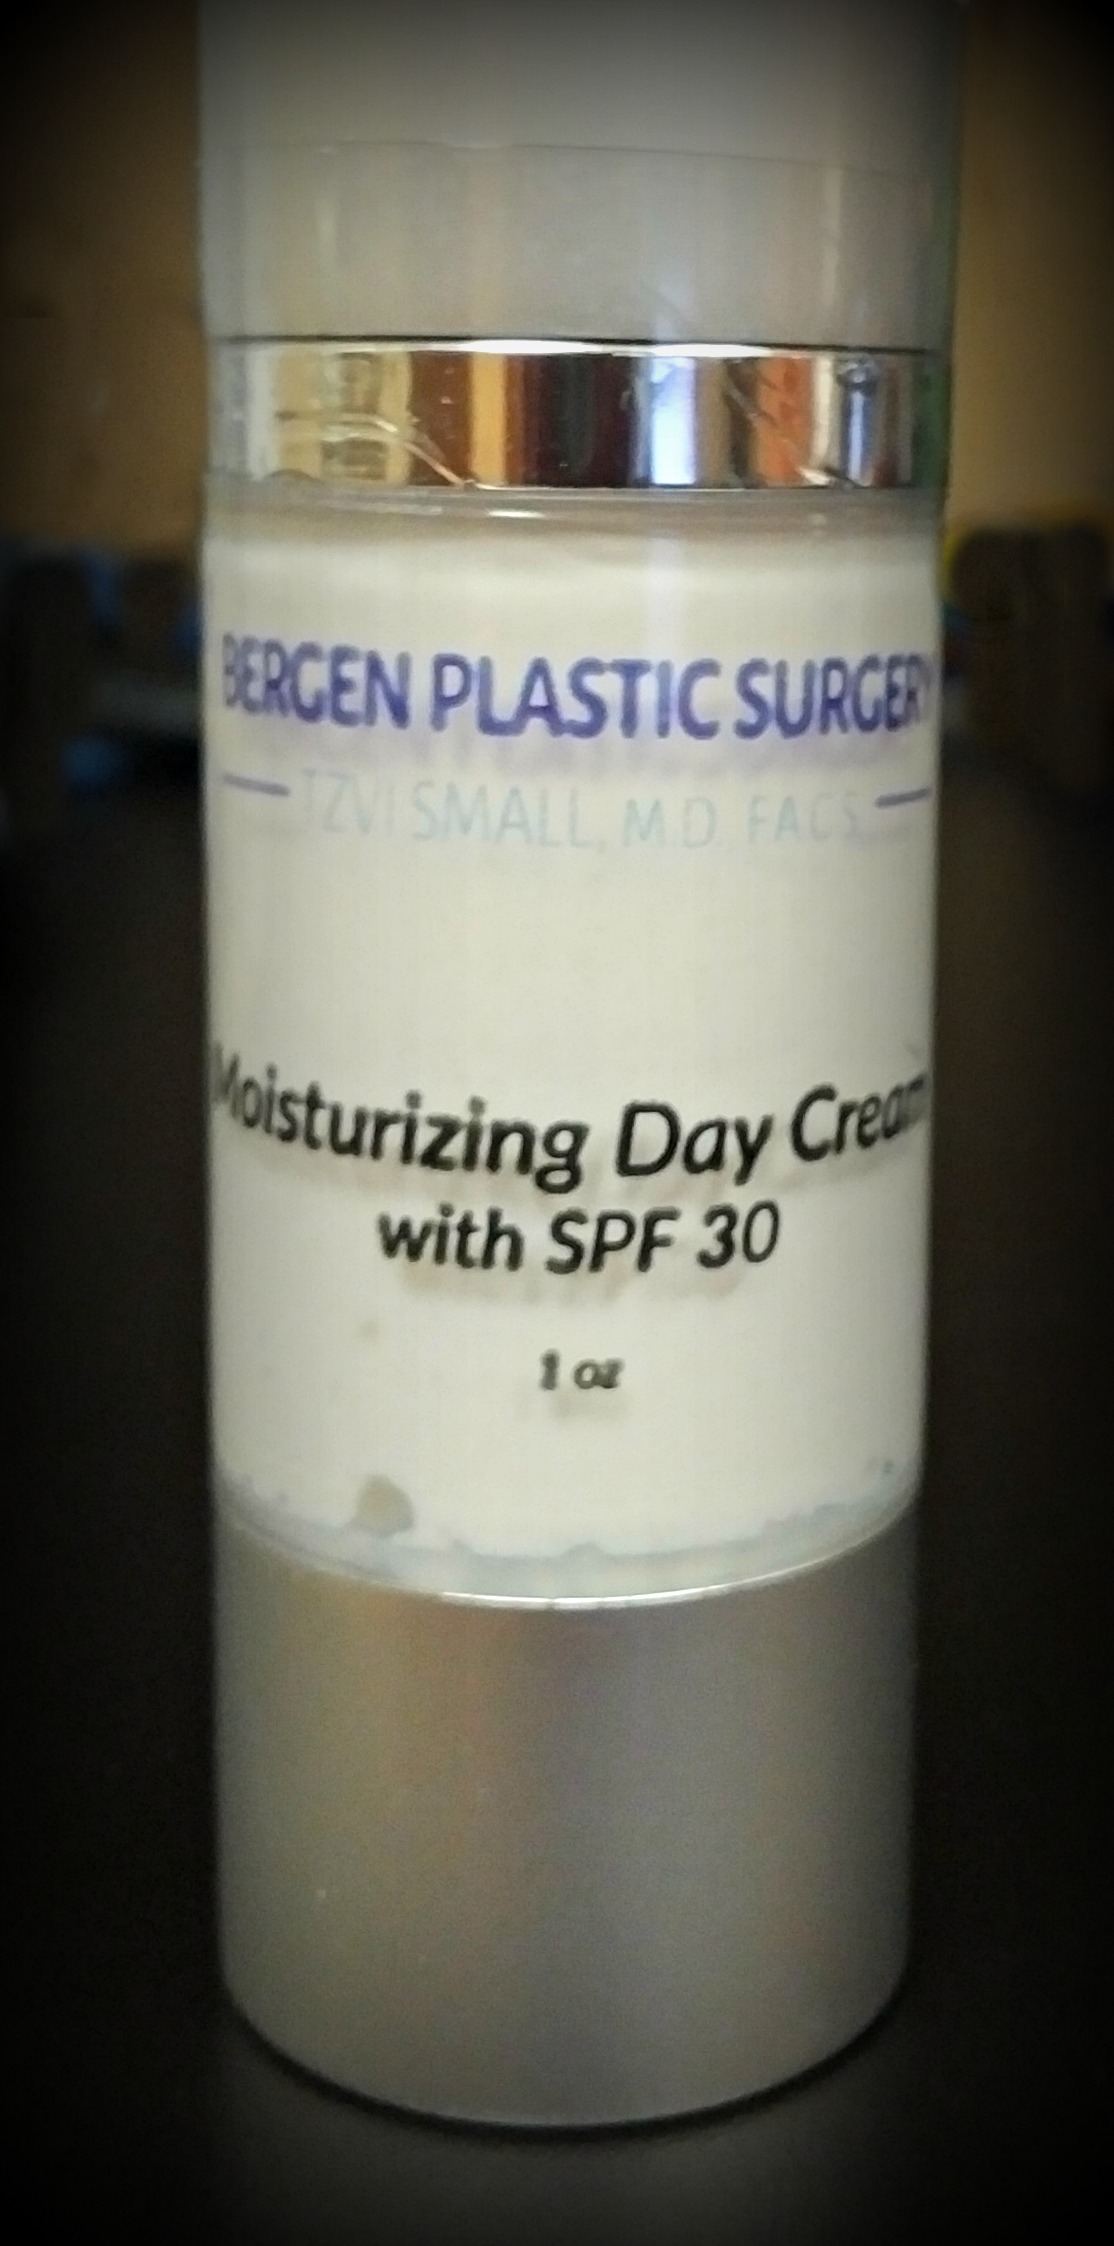 BERGEN PLASTIC SURGERY
TZVI SMALL, M.D. FACS
Moisturizing Day Cream
with SPF 30
1 oz